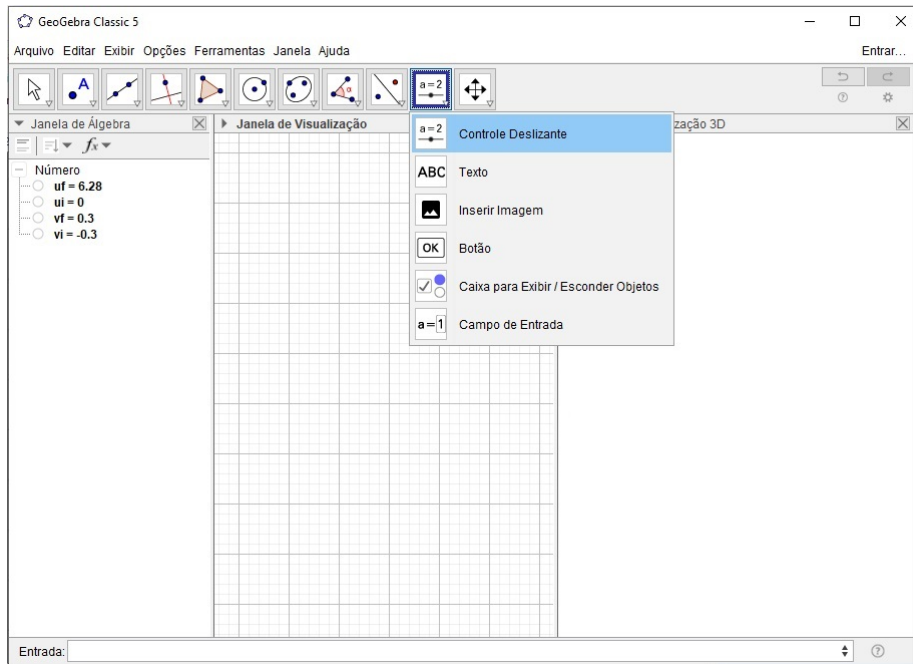 GeoGebra Classic 5
Arquivo Editar Exibir Opções Ferramentas Janela Ajuda Entrar...
A α a=2
Janela de Álgebra Janela de Visualização zação 3D
fx
Número
uf = 6.28
ui = 0
vf = 0.3
vi = -0.3
a=2 Controle Deslizante
ABC Texto
Inserir Imagem
OK Botão
Caixa para Exibir / Esconder Objetos
a=1 Campo de Entrada
Entrada: